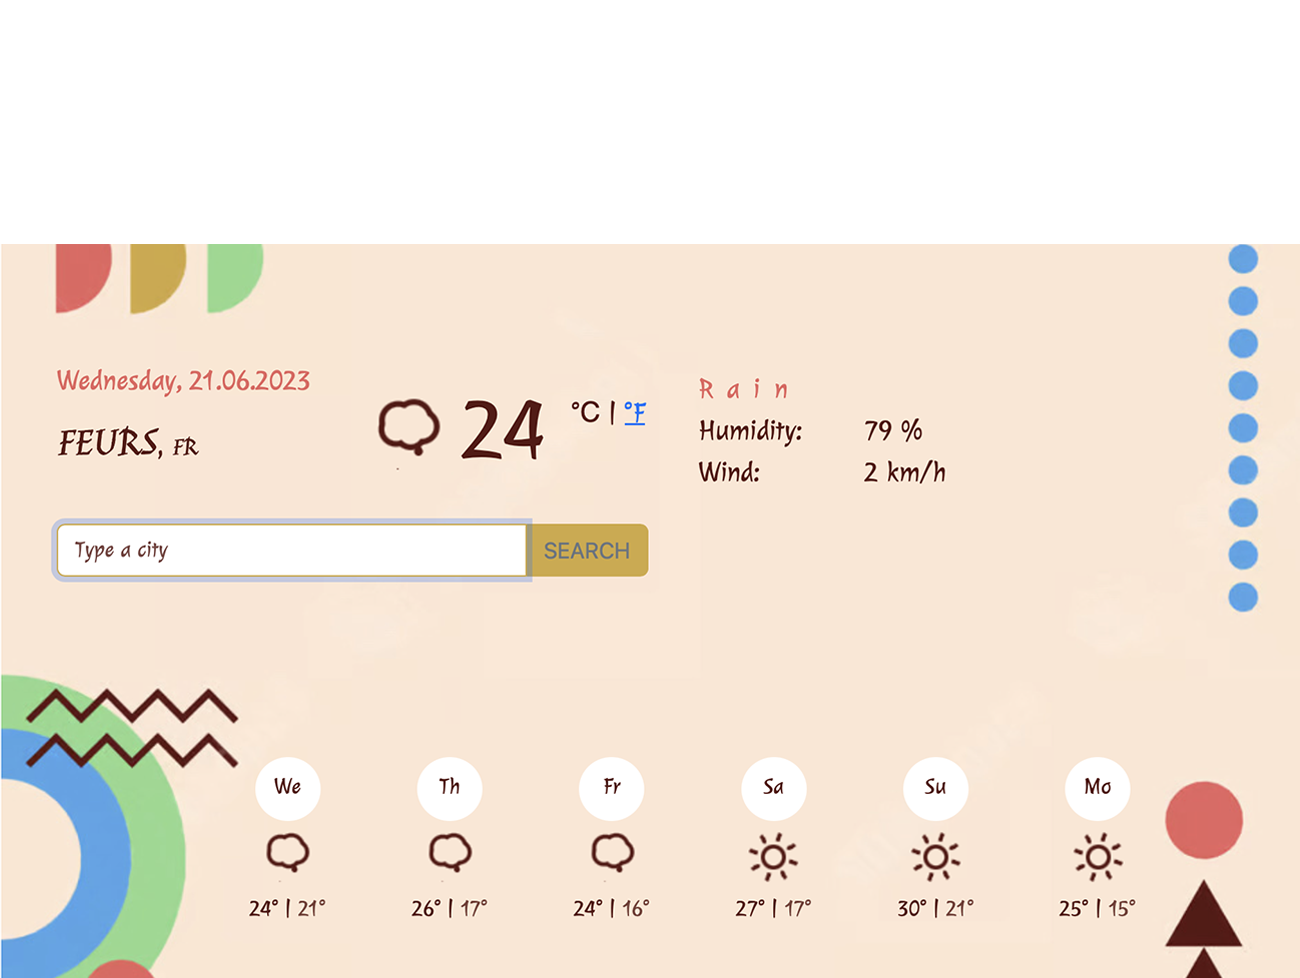 Wednesday, 21.06.2023
FEURS, FR
24 °C | °F
Rain
Humidity: 79 %
Wind: 2 km/h
Type a city
SEARCH
We Th Fr Sa Su Mo
24° | 21° 26° | 17° 24° | 16° 27° | 17° 30° | 21° 25° | 15°